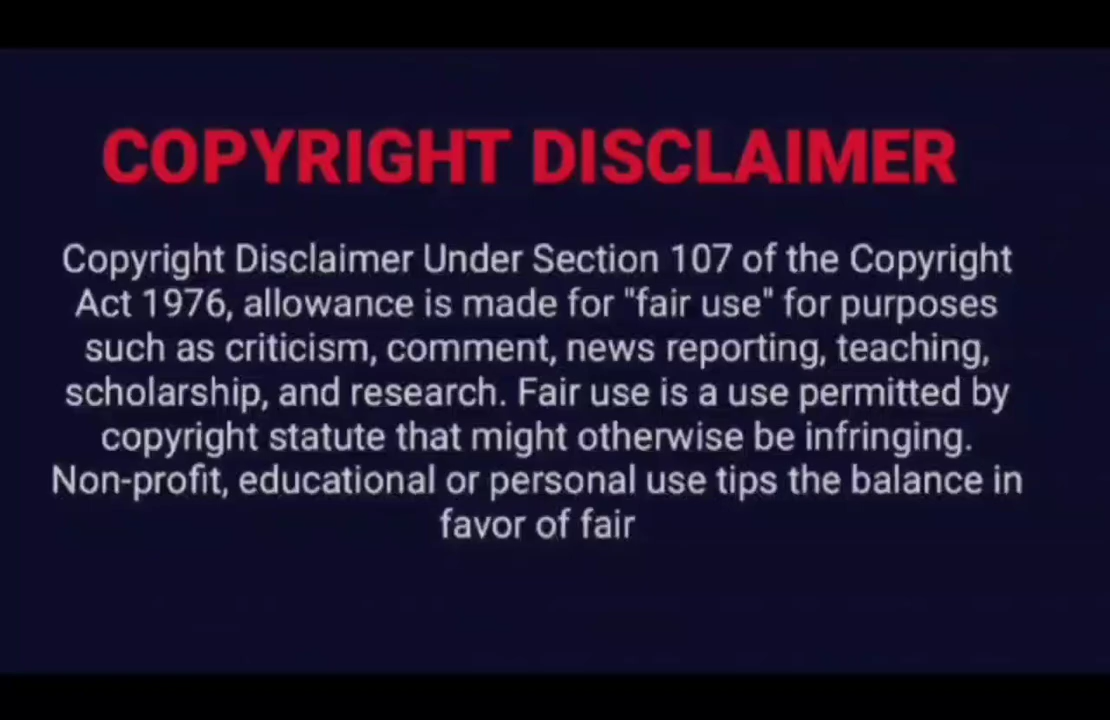 COPYRIGHT DISCLAIMER
Copyright Disclaimer Under Section 107 of the Copyright
Act 1976, allowance is made for "fair use" for purposes
such as criticism, comment, news reporting, teaching,
scholarship, and research. Fair use is a use permitted by
copyright statute that might otherwise be infringing.
Non-profit, educational or personal use tips the balance in
favor of fair